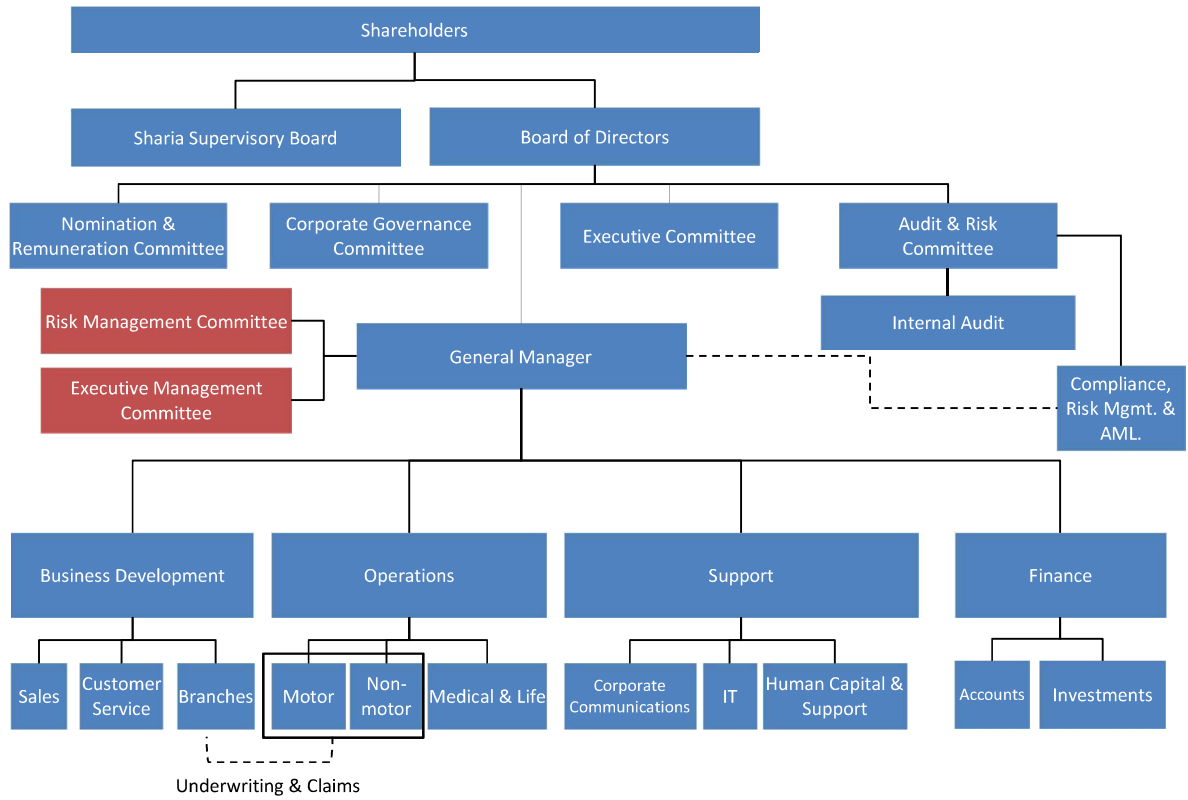 Shareholders
Sharia Supervisory Board
Board of Directors
Nomination &
Remuneration Committee
Corporate Governance
Committee
Executive Committee
Audit & Risk
Committee
Risk Management Committee
Internal Audit
General Manager
Executive Management
Committee
Compliance,
Risk Mgmt. &
AML.
Business Development
Operations
Support
Finance
Sales
Customer
Service
Branches
Motor
Non-
motor
Medical & Life
Corporate
Communications
IT
Human Capital &
Support
Accounts
Investments
Underwriting & Claims